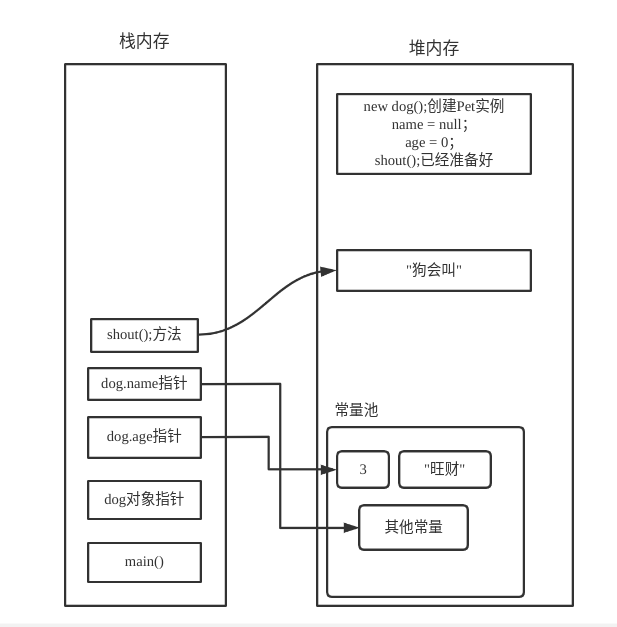 栈内存
堆内存
new dog();创建Pet实例
name = null；
age = 0；
shout();已经准备好
"狗会叫"
shout();方法
dog.name指针
dog.age指针
dog对象指针
main()
常量池
3
"旺财"
其他常量